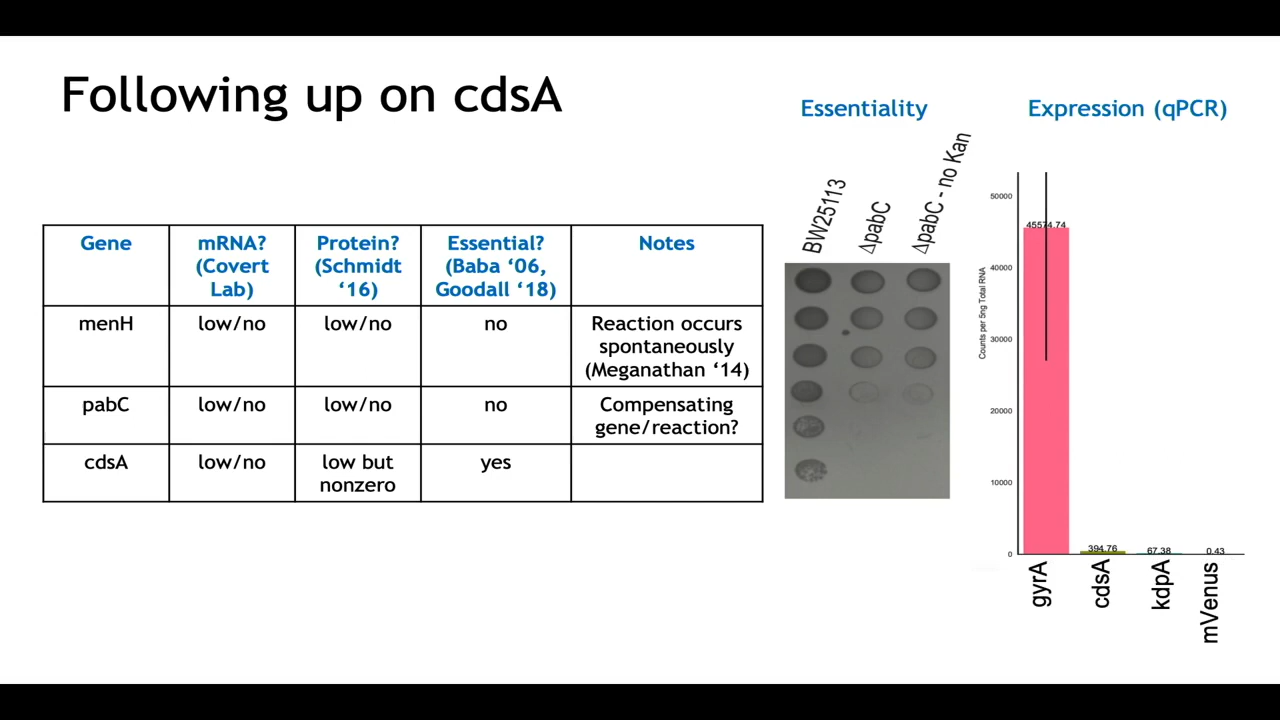 Following up on cdsA
Essentiality
Expression (qPCR)
Gene
mRNA?
(Covert
Lab)
Protein?
(Schmidt
‘16)
Essential?
(Baba ‘06,
Goodall ‘18)
Notes
menH
low/no
low/no
no
Reaction occurs
spontaneously
(Meganathan ‘14)
pabC
low/no
low/no
no
Compensating
gene/reaction?
cdsA
low/no
low but
nonzero
yes
BW25113
ΔpabC
ΔpabC - no Kan
Counts per 5ng Total RNA
50000
40000
30000
20000
10000
0
45574.74
394.76
67.38
0.43
gyrA
cdsA
kdpA
mVenus